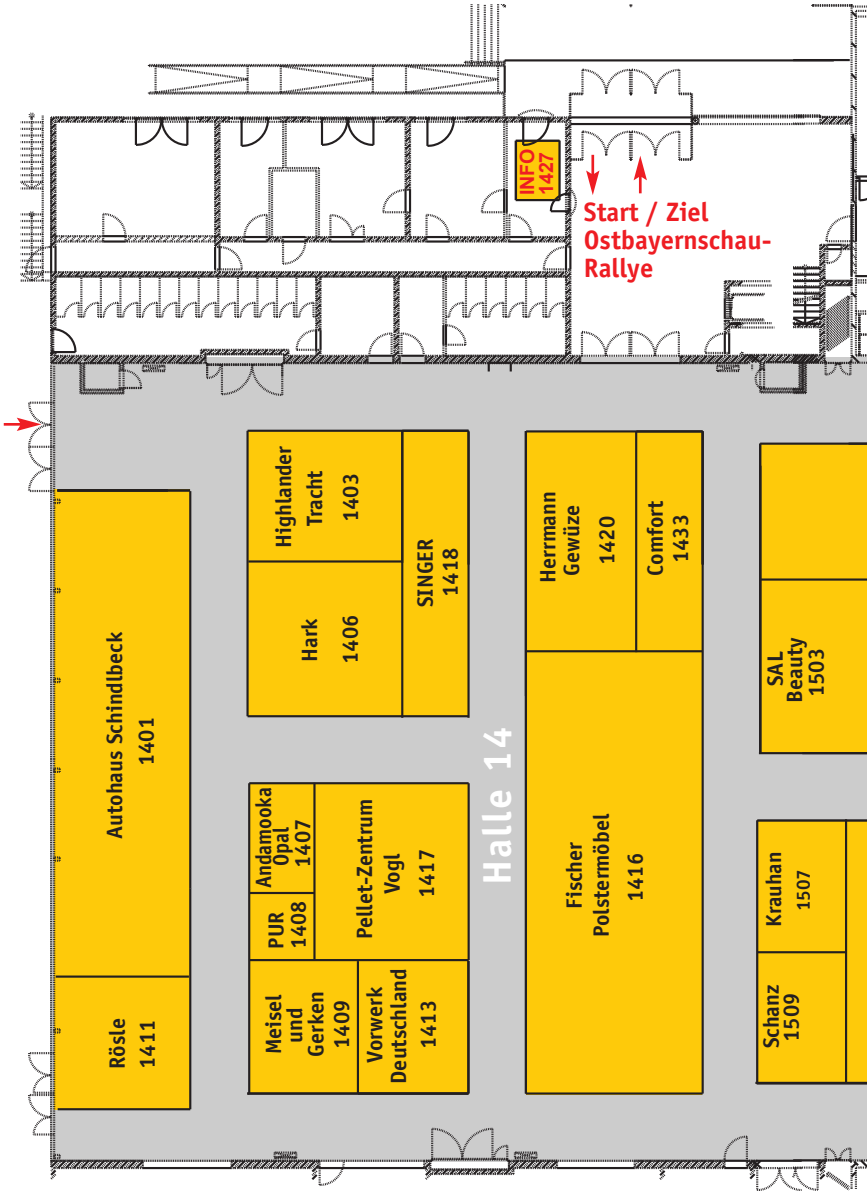 INFO
1427
Start / Ziel
Ostbayernschau-
Rallye
Autohaus Schindlbeck
1401
Rösle
1411
Highlander
Tracht
1403
Hark
1406
SINGER
1418
Andamooka
Opal
1407
PUR
1408
Pellet-Zentrum
Vogl
1417
Meisel
und
Gerken
1409
Vorwerk
Deutschland
1413
Halle 14
Herrmann
Gewüze
1420
Comfort
1433
Fischer
Polstermöbel
1416
SAL
Beauty
1503
Krauhan
1507
Schanz
1509